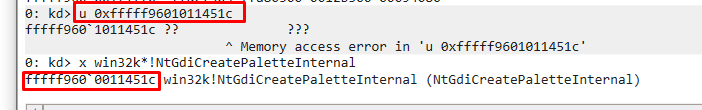 0: kd> u 0xfffff9601011451c
fffff960`1011451c ??              ???
                             ^ Memory access error in 'u 0xfffff9601011451c'
0: kd> x win32k*!NtGdiCreatePaletteInternal
fffff960`0011451c win32k!NtGdiCreatePaletteInternal (NtGdiCreatePaletteInternal)